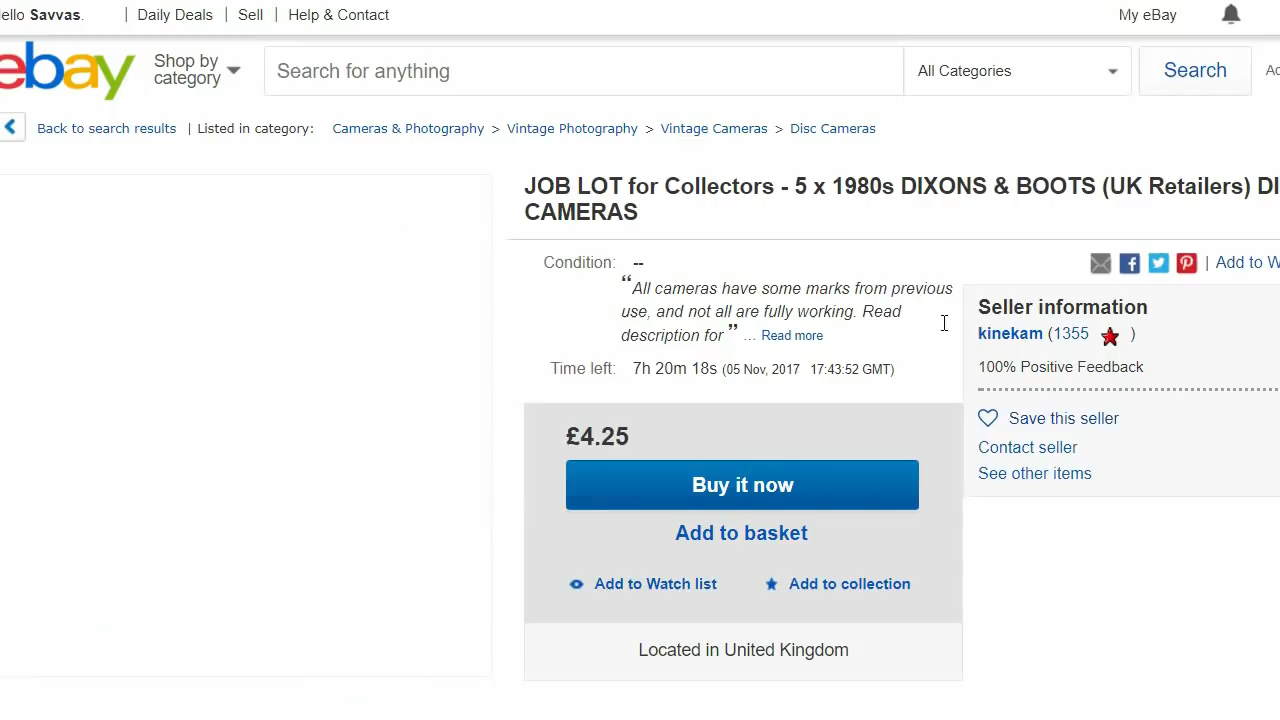 Hello Savvas. | Daily Deals | Sell | Help & Contact My eBay
ebay Shop by category Search for anything All Categories Search
Back to search results | Listed in category: Cameras & Photography > Vintage Photography > Vintage Cameras > Disc Cameras
JOB LOT for Collectors - 5 x 1980s DIXONS & BOOTS (UK Retailers) DI
CAMERAS
Condition: --
“All cameras have some marks from previous
use, and not all are fully working. Read
description for ” ... Read more
Time left: 7h 20m 18s (05 Nov, 2017 17:43:52 GMT)
| Add to W
Seller information
kinekam (1355 )
100% Positive Feedback
Save this seller
Contact seller
See other items
£4.25
Buy it now
Add to basket
Add to Watch list Add to collection
Located in United Kingdom